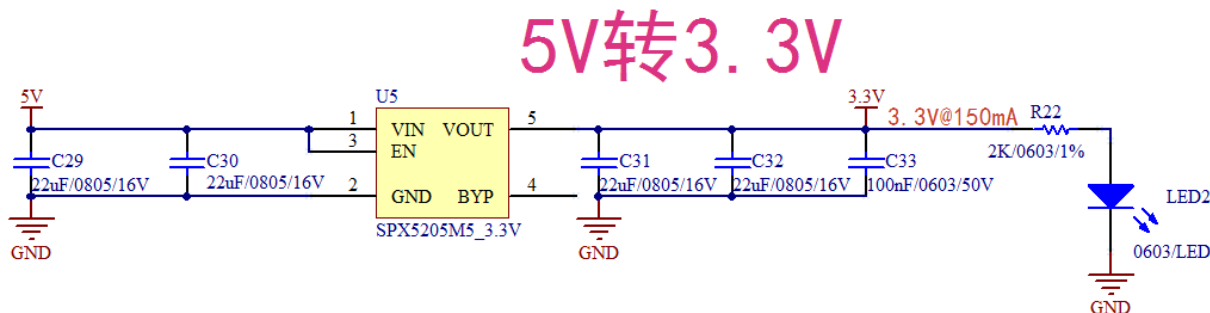 5V转3.3V
5V
U5
3.3V
3.3V@150mA
R22
1
VIN
VOUT
5
3
EN
2K/0603/1%
C29
22uF/0805/16V
C30
22uF/0805/16V
C31
22uF/0805/16V
C32
22uF/0805/16V
C33
100nF/0603/50V
2
GND
BYP
4
LED2
SPX5205M5_3.3V
GND
GND
0603/LED
GND